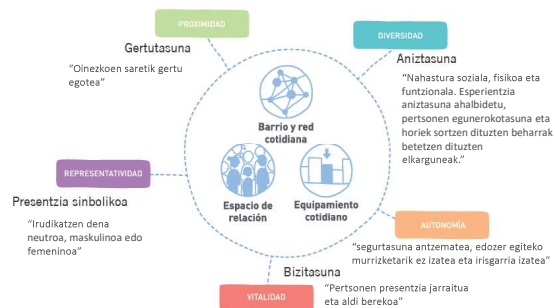 PROXIMIDAD
Gertutasuna
“Oinezkoen saretik gertu
egotea”
DIVERSIDAD
Aniztasuna
“Nahastura soziala, fisikoa eta
funtzionala. Esperientzia
aniztasuna ahalbidetu,
pertsonen egunerokotasuna eta
horiek sortzen dituzten beharrak
betetzen dituzten
elkarguneak.”
Barrio y red
cotidiana
Espacio de
relación
Equipamiento
cotidiano
REPRESENTATIVIDAD
Presentzia sinbolikoa
“Irudikatzen dena
neutroa, maskulinoa edo
femeninoa”
AUTONOMÍA
“segurtasuna antzematea, edozer egiteko
murrizketarik ez izatea eta irisgarria izatea”
Bizitasuna
VITALIDAD
“Pertsonen presentzia jarraitua
eta aldi berekoa”